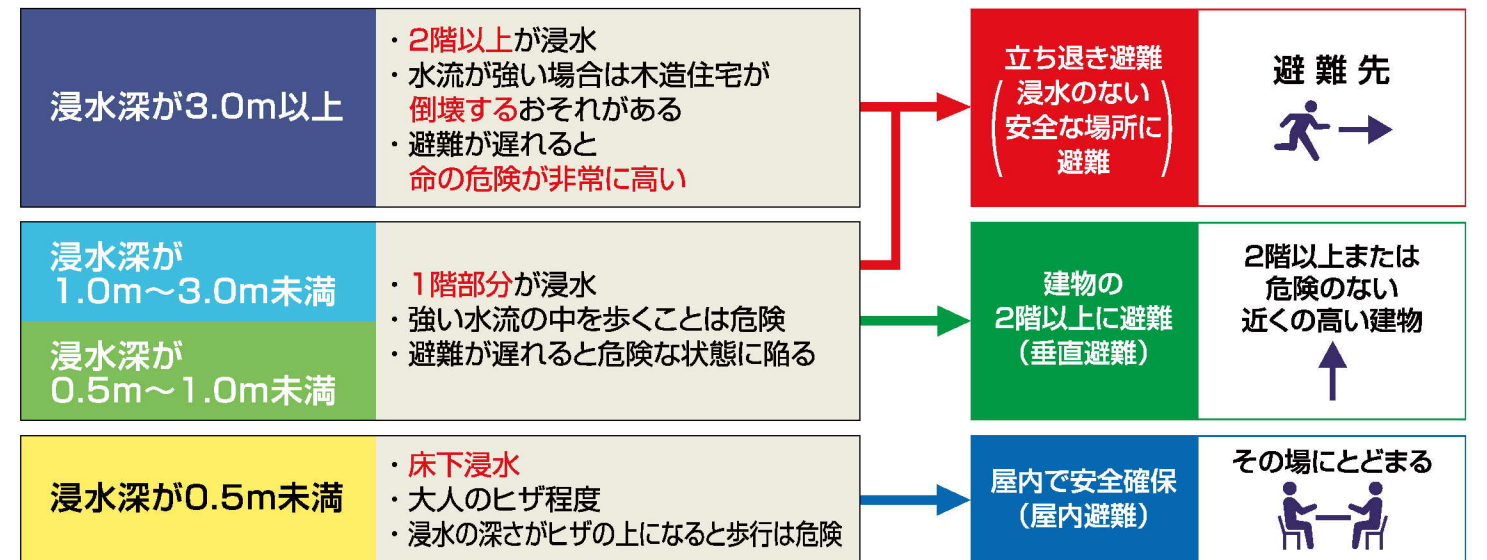 浸水深が3.0m以上
・2階以上が浸水
・水流が強い場合は木造住宅が
倒壊するおそれがある
・避難が遅れると
命の危険が非常に高い
立ち退き避難
(浸水のない
安全な場所に
避難)
避難先
浸水深が
1.0m～3.0m未満
浸水深が
0.5m～1.0m未満
・1階部分が浸水
・強い水流の中を歩くことは危険
・避難が遅れると危険な状態に陥る
建物の
2階以上に避難
(垂直避難)
2階以上または
危険のない
近くの高い建物
浸水深が0.5m未満
・床下浸水
・大人のヒザ程度
・浸水の深さがヒザの上になると歩行は危険
屋内で安全確保
(屋内避難)
その場にとどまる